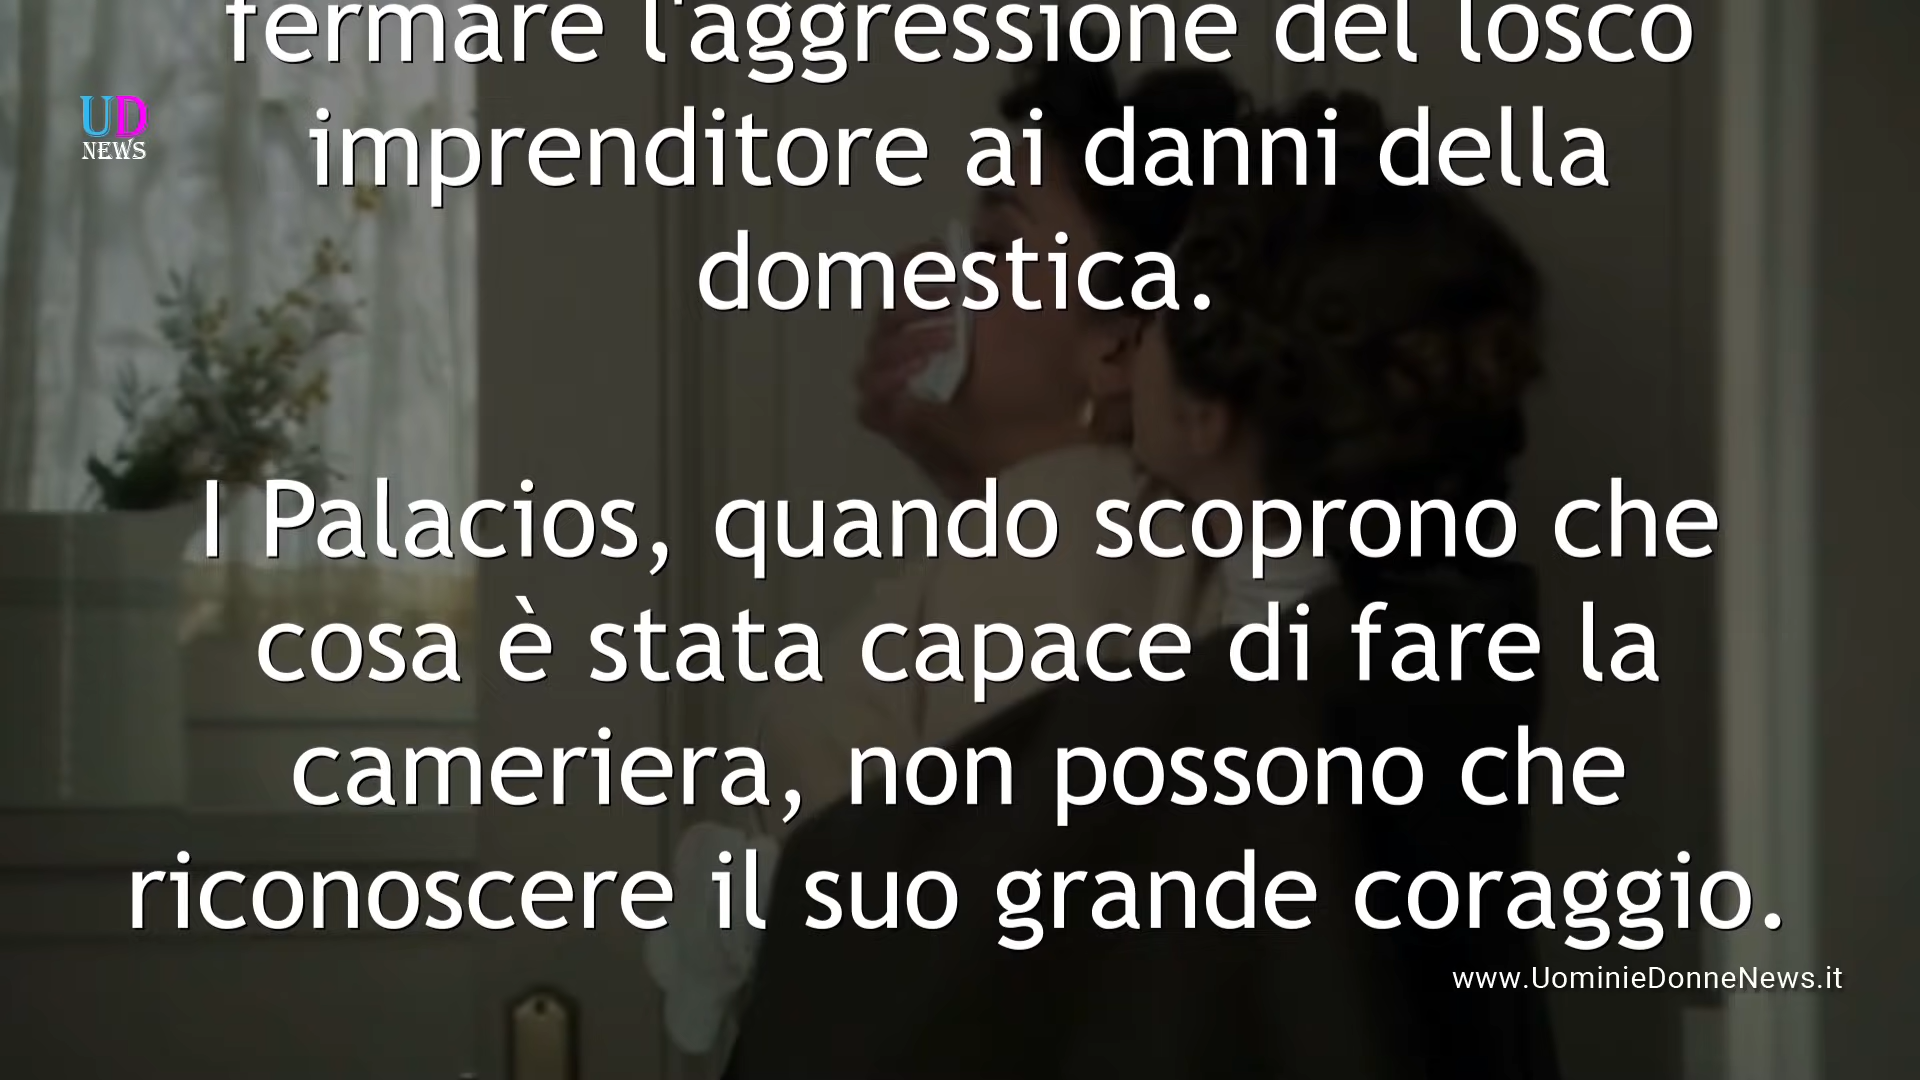 fermare l'aggressione del losco
UD
NEWS
imprenditore ai danni della
domestica.
I Palacios, quando scoprono che
cosa è stata capace di fare la
cameriera, non possono che
riconoscere il suo grande coraggio.
www.UominieDonneNews.it